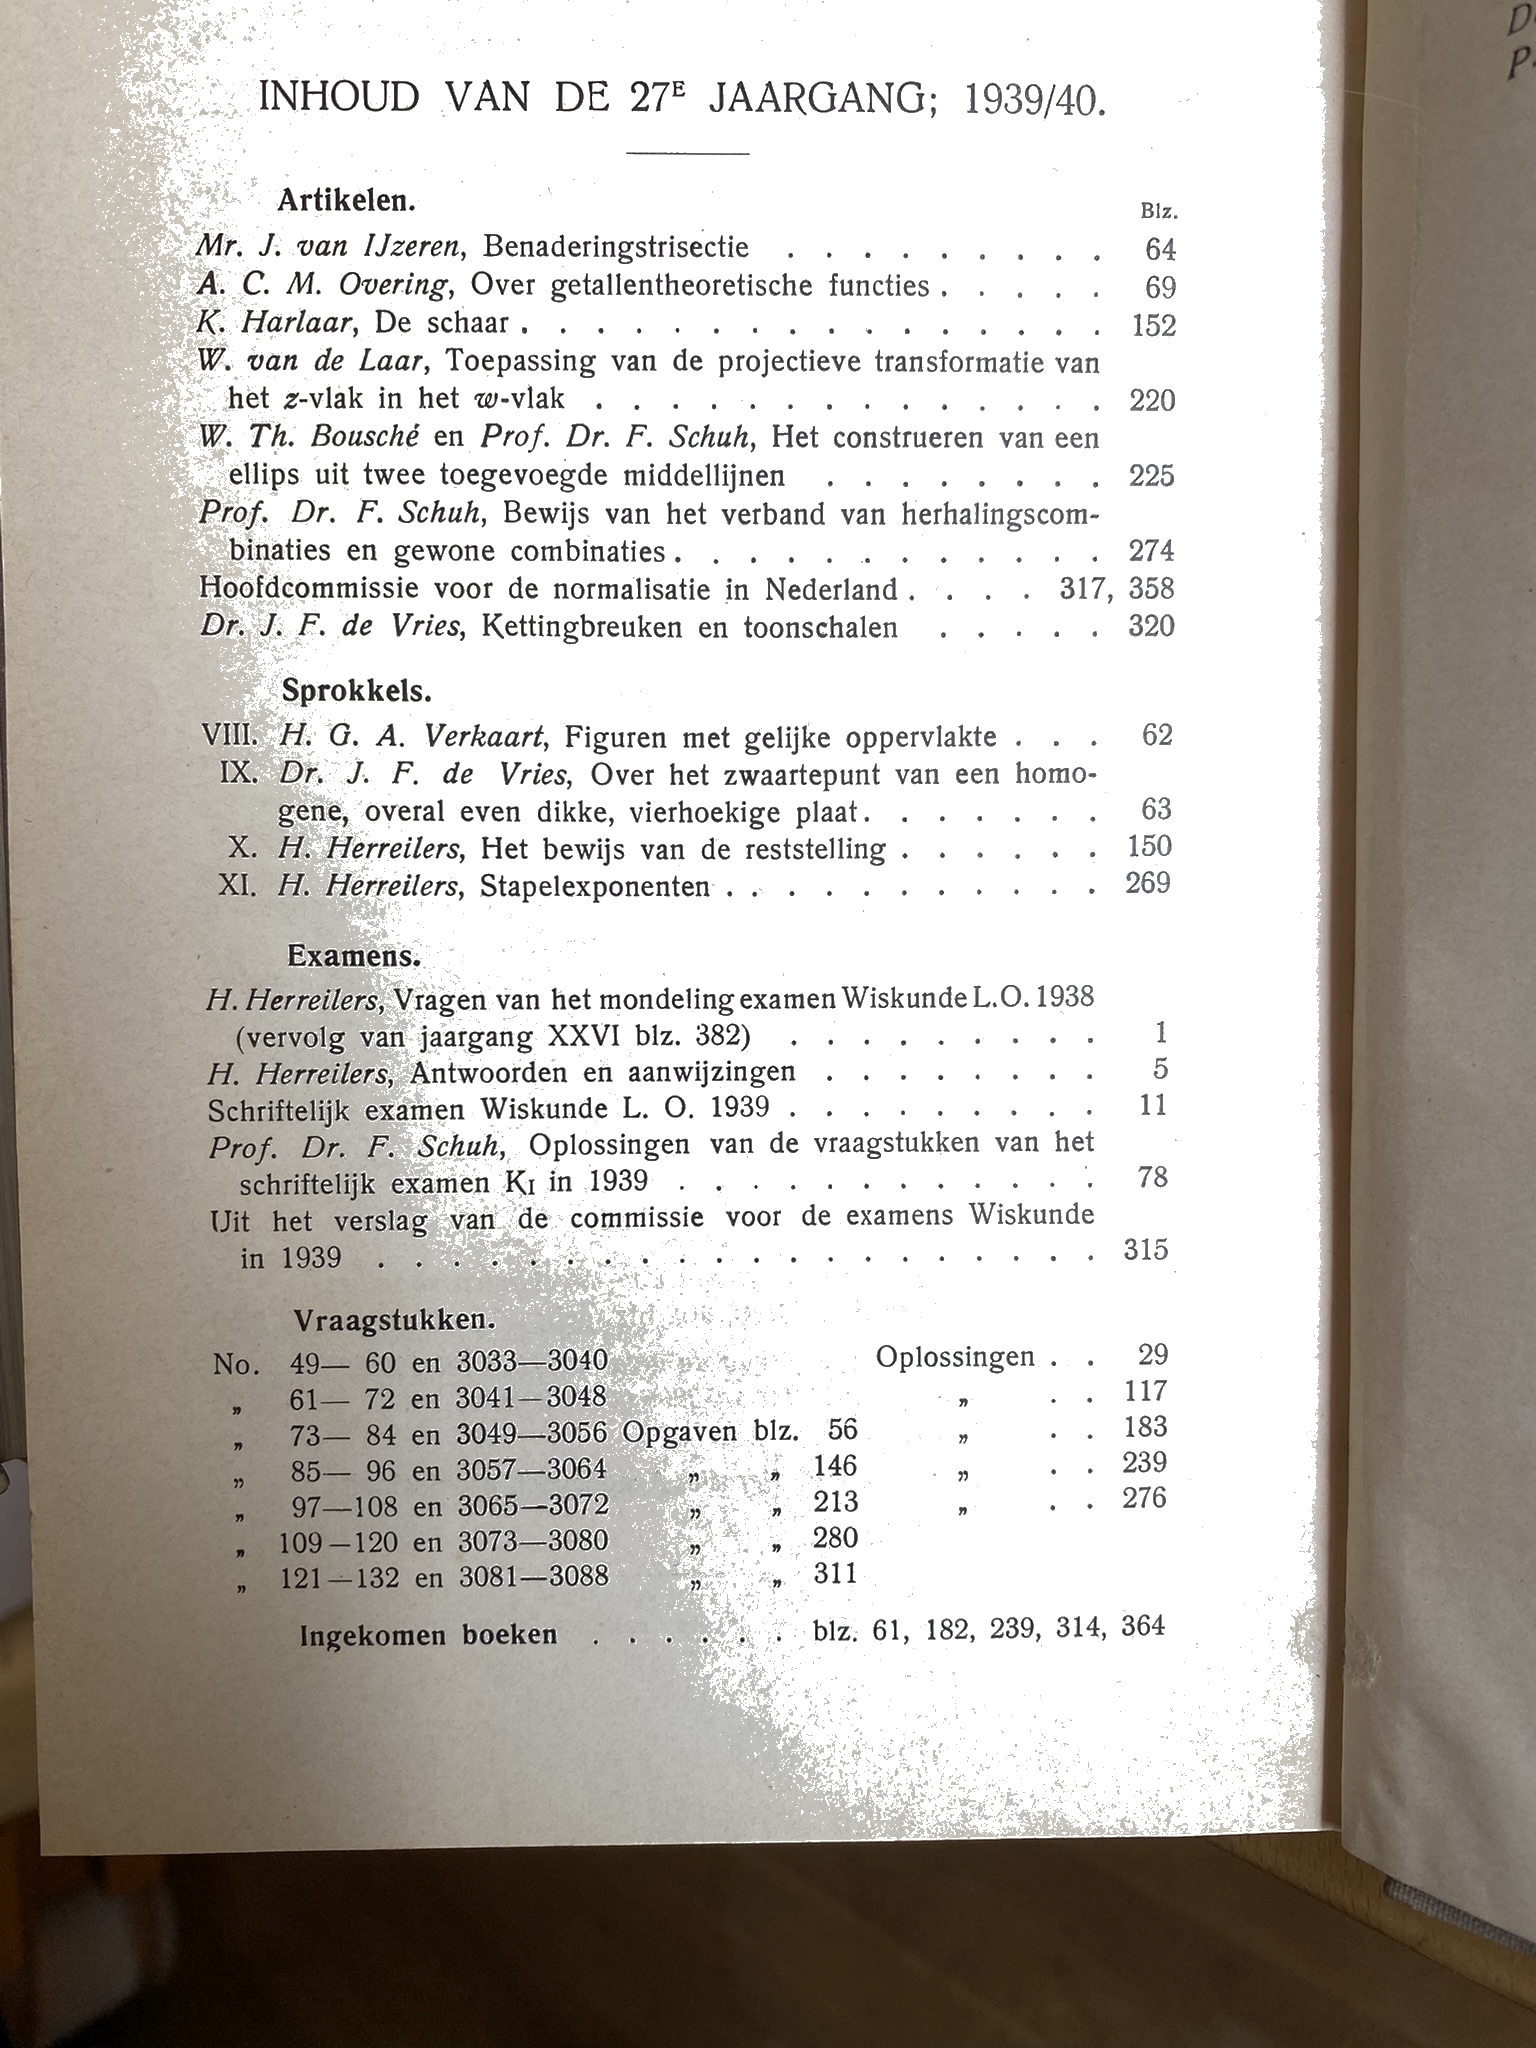 INHOUD VAN DE 27E JAARGANG; 1939/40.
Artikelen.
Blz.
Mr. J. van IJzeren, Benaderingstrisectie . . . . . . . . . 64
A. C. M. Overing, Over getallentheoretische functies . . . . . 69
K. Harlaar, De schaar . . . . . . . . . . . . . . . . 152
W. van de Laar, Toepassing van de projectieve transformatie van
het z-vlak in het w-vlak . . . . . . . . . . . . . . 220
W. Th. Bousché en Prof. Dr. F. Schuh, Het construeren van een
ellips uit twee toegevoegde middellijnen . . . . . . . . 225
Prof. Dr. F. Schuh, Bewijs van het verband van herhalingscom-
binaties en gewone combinaties . . . . . . . . . . . . 274
Hoofdcommissie voor de normalisatie in Nederland . . . . 317, 358
Dr. J. F. de Vries, Kettingbreuken en toonschalen . . . . . 320
Sprokkels.
VIII. H. G. A. Verkaart, Figuren met gelijke oppervlakte . . . 62
IX. Dr. J. F. de Vries, Over het zwaartepunt van een homo-
gene, overal even dikke, vierhoekige plaat . . . . . . . 63
X. H. Herreilers, Het bewijs van de reststelling . . . . . . 150
XI. H. Herreilers, Stapelexponenten . . . . . . . . . . . 269
Examens.
H. Herreilers, Vragen van het mondeling examen Wiskunde L.O. 1938
(vervolg van jaargang XXVI blz. 382) . . . . . . . . . 1
H. Herreilers, Antwoorden en aanwijzingen . . . . . . . . 5
Schriftelijk examen Wiskunde L. O. 1939 . . . . . . . . . 11
Prof. Dr. F. Schuh, Oplossingen van de vraagstukken van het
schriftelijk examen KI in 1939 . . . . . . . . . . . . 78
Uit het verslag van de commissie voor de examens Wiskunde
in 1939 . . . . . . . . . . . . . . . . . . . . 315
Vraagstukken.
No. 49— 60 en 3033—3040 Oplossingen . . 29
„ 61— 72 en 3041—3048 „ . . 117
„ 73— 84 en 3049—3056 Opgaven blz. 56 „ . . 183
„ 85— 96 en 3057—3064 „ „ 146 „ . . 239
„ 97—108 en 3065—3072 „ „ 213 „ . . 276
„ 109—120 en 3073—3080 „ „ 280
„ 121—132 en 3081—3088 „ „ 311
Ingekomen boeken . . . . . . blz. 61, 182, 239, 314, 364